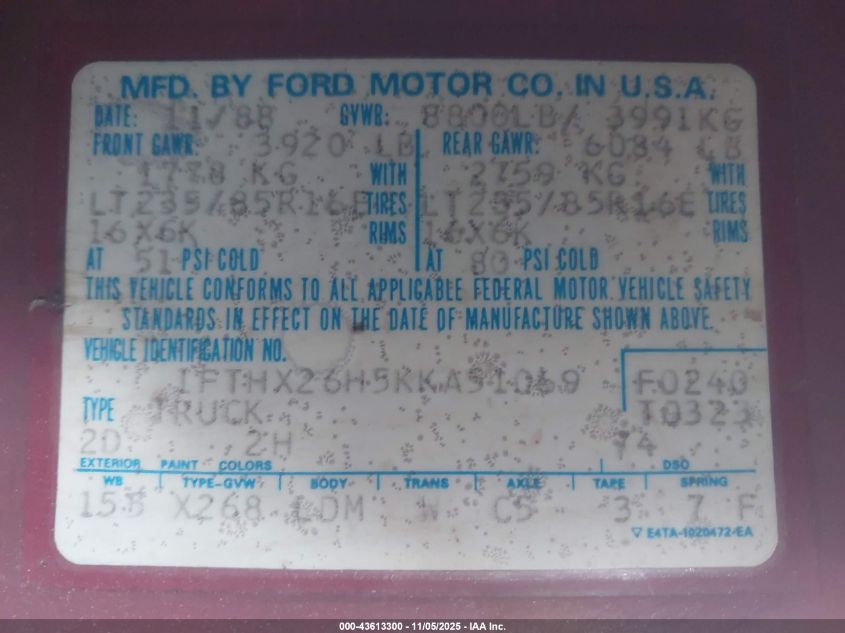 MFD. BY FORD MOTOR CO. IN U.S.A.
DATE: 11/88 GVWR: 8800LB/ 3991KG
FRONT GAWR: 3920 LB REAR GAWR: 6084 LB
1778 KG WITH 2759 KG WITH
LT235/85R16E TIRES LT235/85R16E TIRES
16X6K RIMS 16X6K RIMS
AT 51 PSI COLD AT 80 PSI COLD
THIS VEHICLE CONFORMS TO ALL APPLICABLE FEDERAL MOTOR VEHICLE SAFETY
STANDARDS IN EFFECT ON THE DATE OF MANUFACTURE SHOWN ABOVE.
VEHICLE IDENTIFICATION NO.
1FTHX26H5KKA91069 F0240
TYPE TRUCK T0323
2D 2H 74
EXTERIOR PAINT COLORS DSO
WB TYPE-GVW BODY TRANS AXLE TAPE SPRING
155 X268 LDM C5 3 7 F
▽ E4TA-1020472-EA
000-43613300 - 11/05/2025 - IAA Inc.